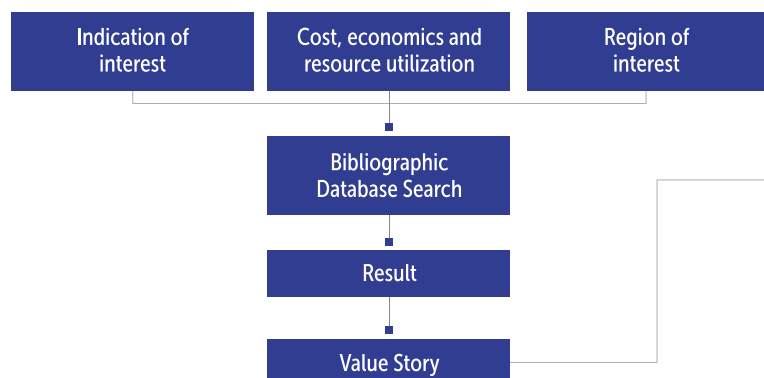 Indication of
interest
Cost, economics and
resource utilization
Region of
interest
Bibliographic
Database Search
Result
Value Story